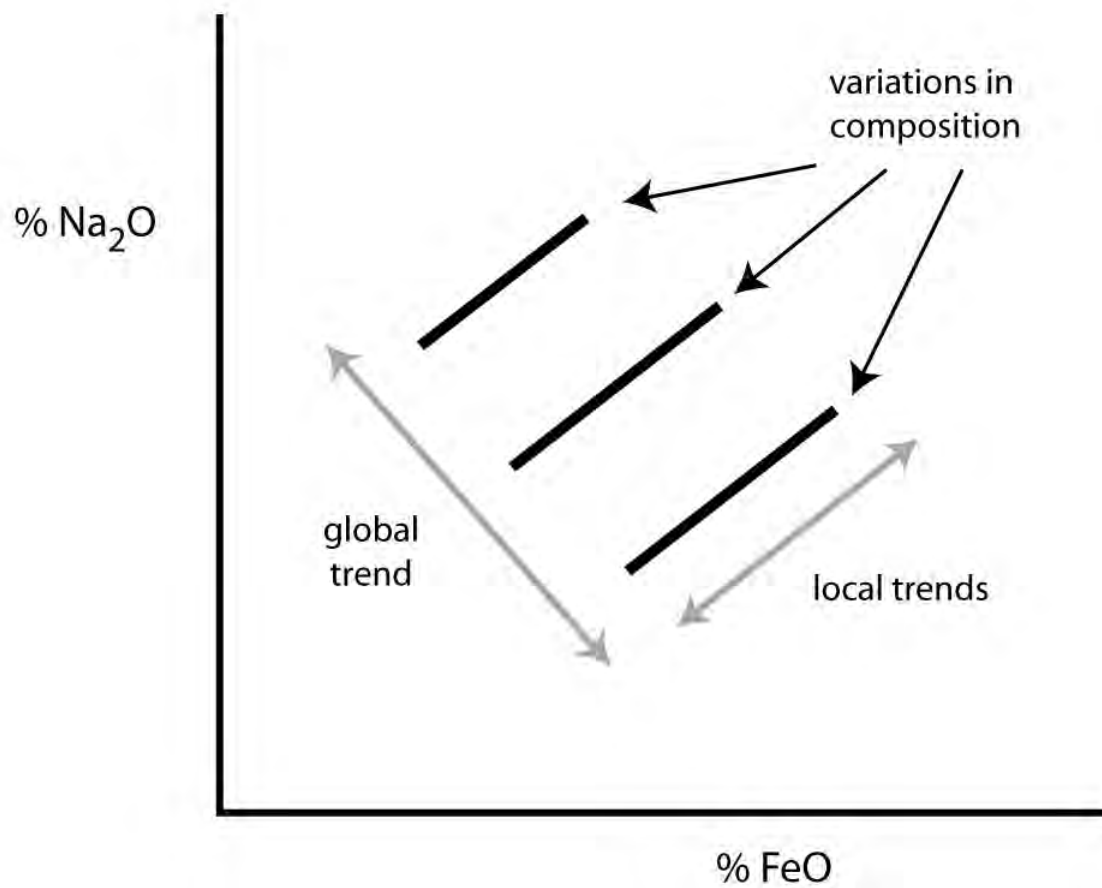 variations in
composition
% Na₂O
global
trend
local trends
% FeO